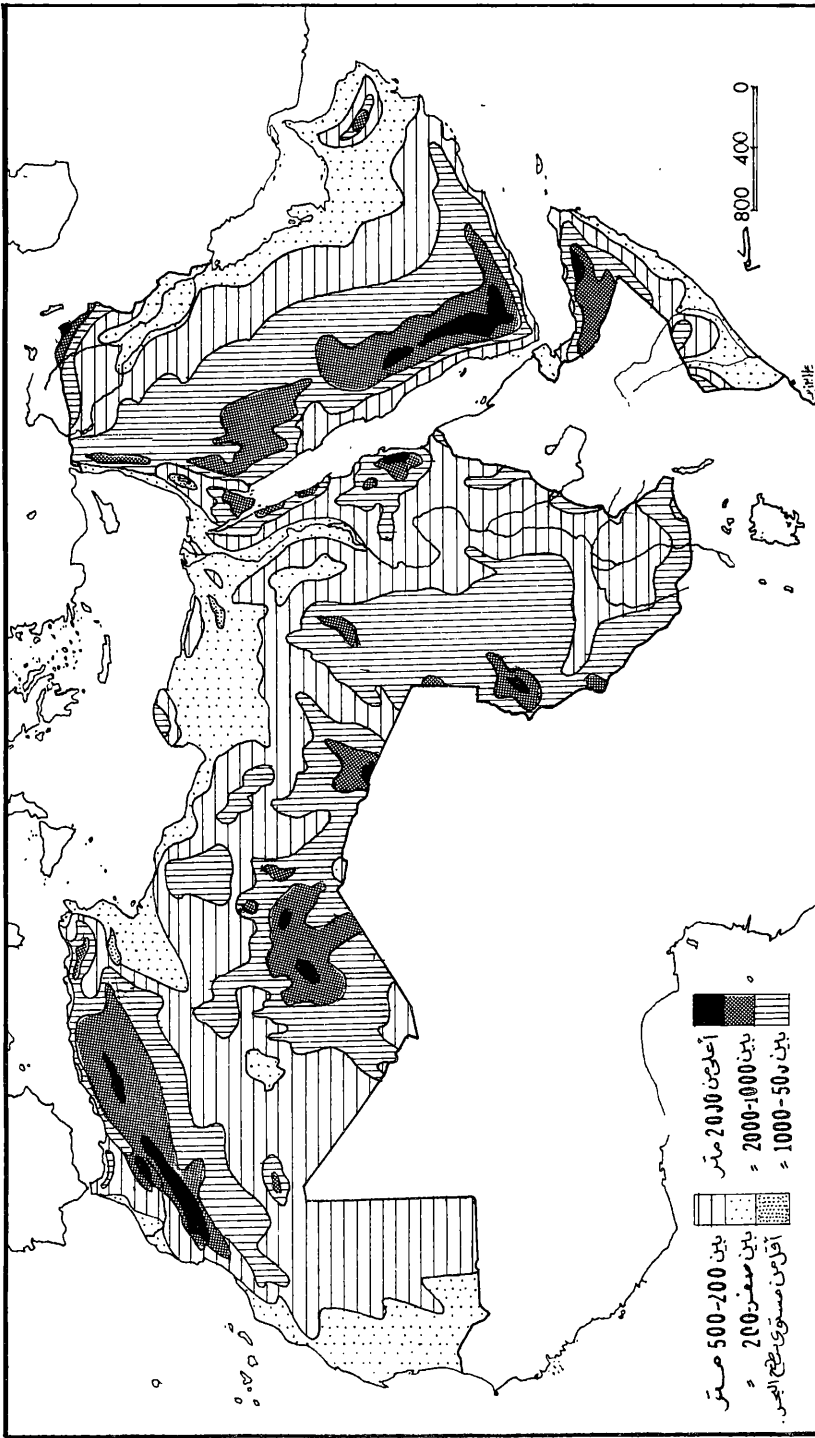 كم 800 400 0
أعلى من 2000 متر
بين 1000-2000 =
بين 500-1000 =
بين 200-500 متر
بين صفر-200 =
أقل من مستوى سطح البحر.